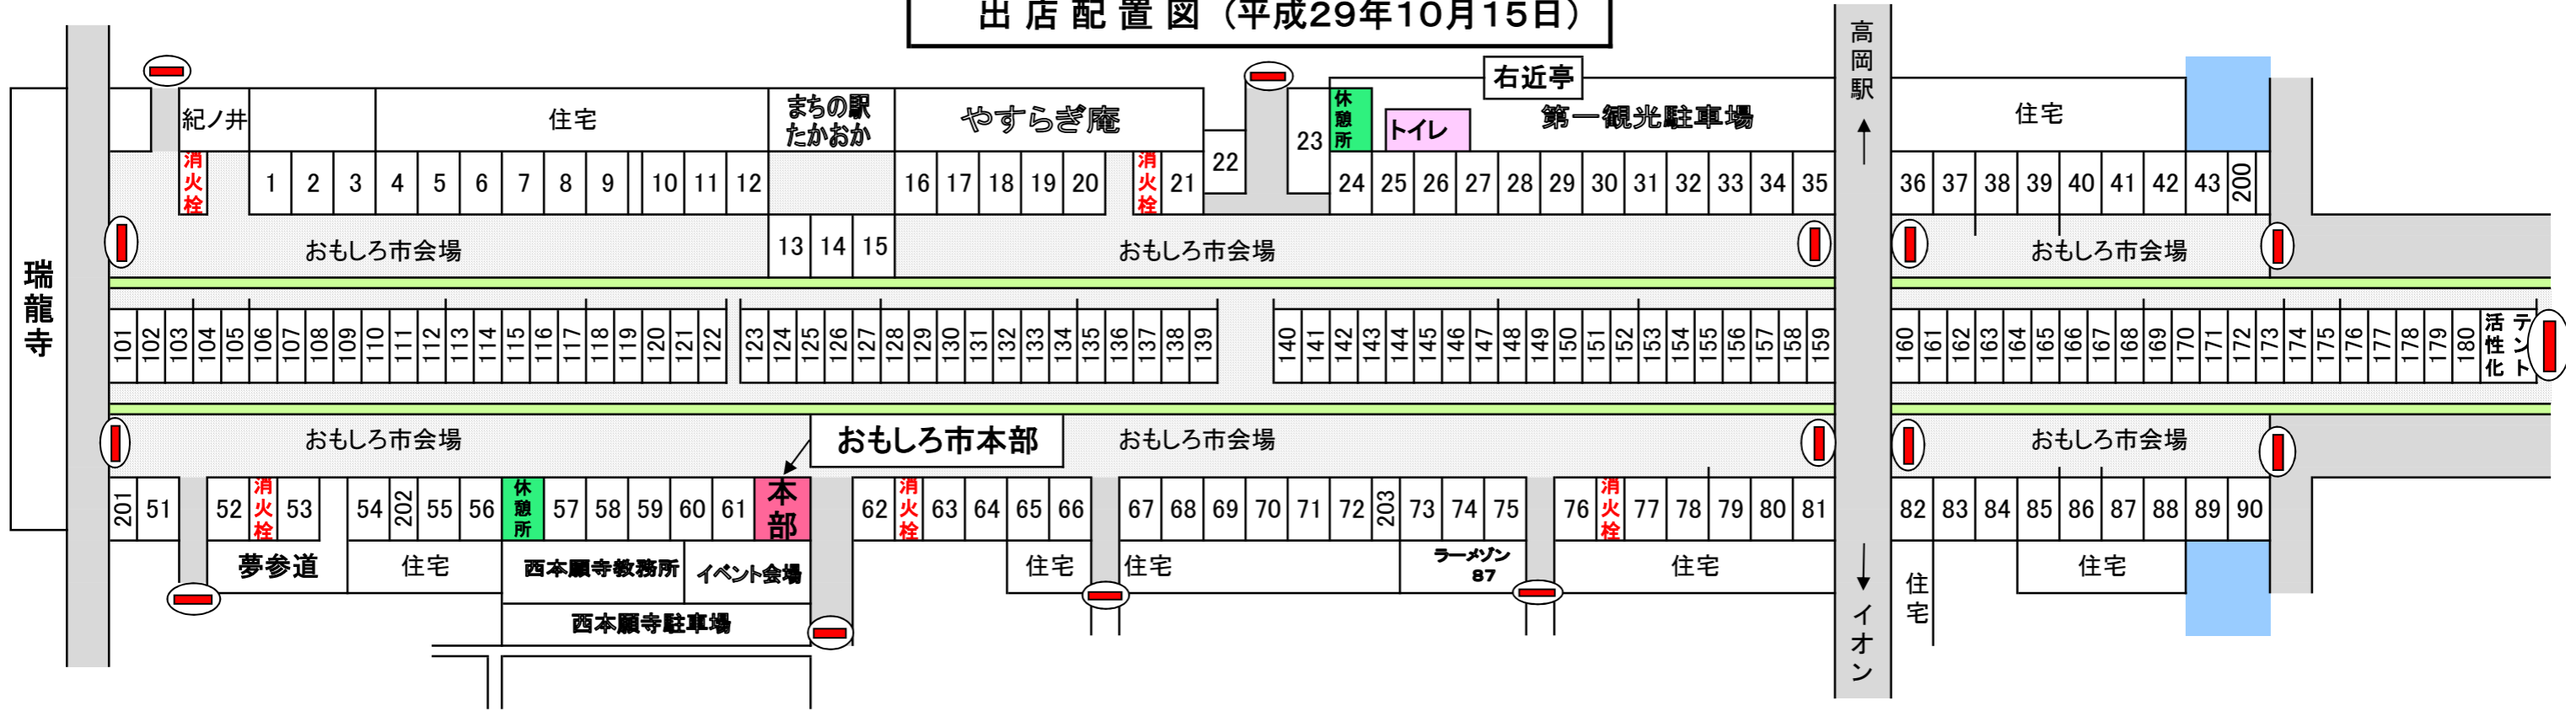 出店配置図（平成29年10月15日）
高岡駅
右近亭
紀ノ井
住宅
まちの駅
たかおか
やすらぎ庵
休憩所
トイレ
第一観光駐車場
住宅
消火栓
1 2 3 4 5 6 7 8 9 10 11 12
16 17 18 19 20
消火栓
21 22 23 24 25 26 27 28 29 30 31 32 33 34 35
36 37 38 39 40 41 42 43 200
瑞龍寺
おもしろ市会場
13 14 15
おもしろ市会場
おもしろ市会場
101 102 103 104 105 106 107 108 109 110 111 112 113 114 115 116 117 118 119 120 121 122
123 124 125 126 127 128 129 130 131 132 133 134 135 136 137 138 139
140 141 142 143 144 145 146 147 148 149 150 151 152 153 154 155 156 157 158 159
160 161 162 163 164 165 166 167 168 169 170 171 172 173 174 175 176 177 178 179 180
活性化
テント
おもしろ市会場
おもしろ市本部
おもしろ市会場
おもしろ市会場
201 51 52
消火栓
53 54 202 55 56
休憩所
57 58 59 60 61
本部
62
消火栓
63 64 65 66
67 68 69 70 71 72 203 73 74 75
76
消火栓
77 78 79 80 81
82 83 84 85 86 87 88 89 90
夢参道
住宅
西本願寺教務所
イベント会場
住宅
住宅
ラーメゾン
87
住宅
住宅
住宅
西本願寺駐車場
イオン